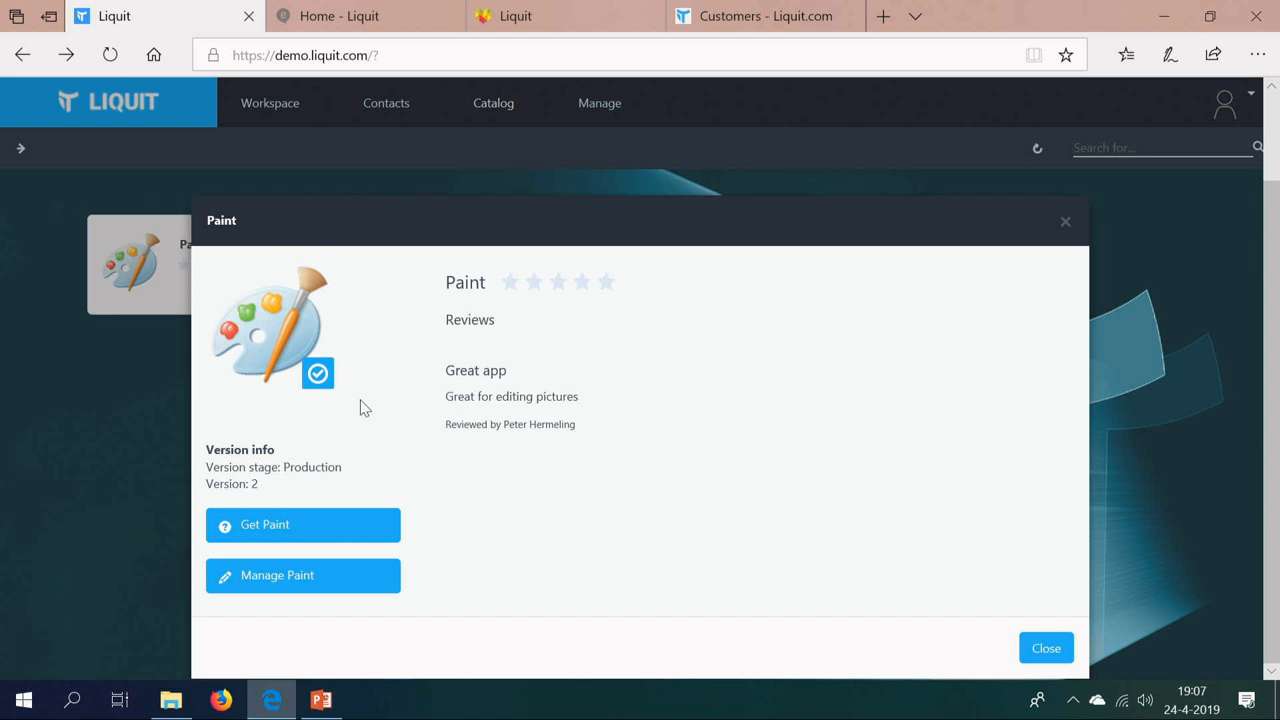 Liquit
Home - Liquit
Liquit
Customers - Liquit.com
https://demo.liquit.com/?
LIQUIT
Workspace
Contacts
Catalog
Manage
Search for...
Pa
Paint
Paint
Reviews
Great app
Great for editing pictures
Reviewed by Peter Hermeling
Version info
Version stage: Production
Version: 2
Get Paint
Manage Paint
Close
19:07
24-4-2019